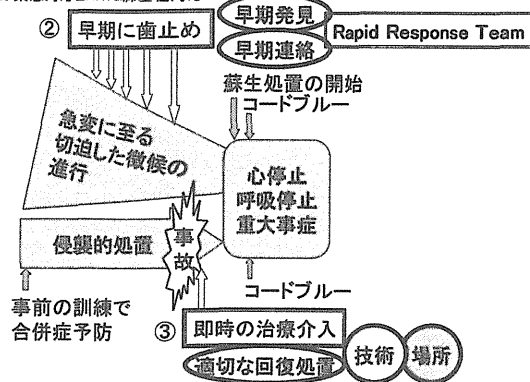 ② 早期に歯止め
早期発見
早期連絡
Rapid Response Team
蘇生処置の開始
コードブルー
急変に至る
切迫した徴候の
進行
心停止
呼吸停止
重大事症
侵襲的処置
事故
コードブルー
事前の訓練で
合併症予防
③ 即時の治療介入
適切な回復処置
技術
場所